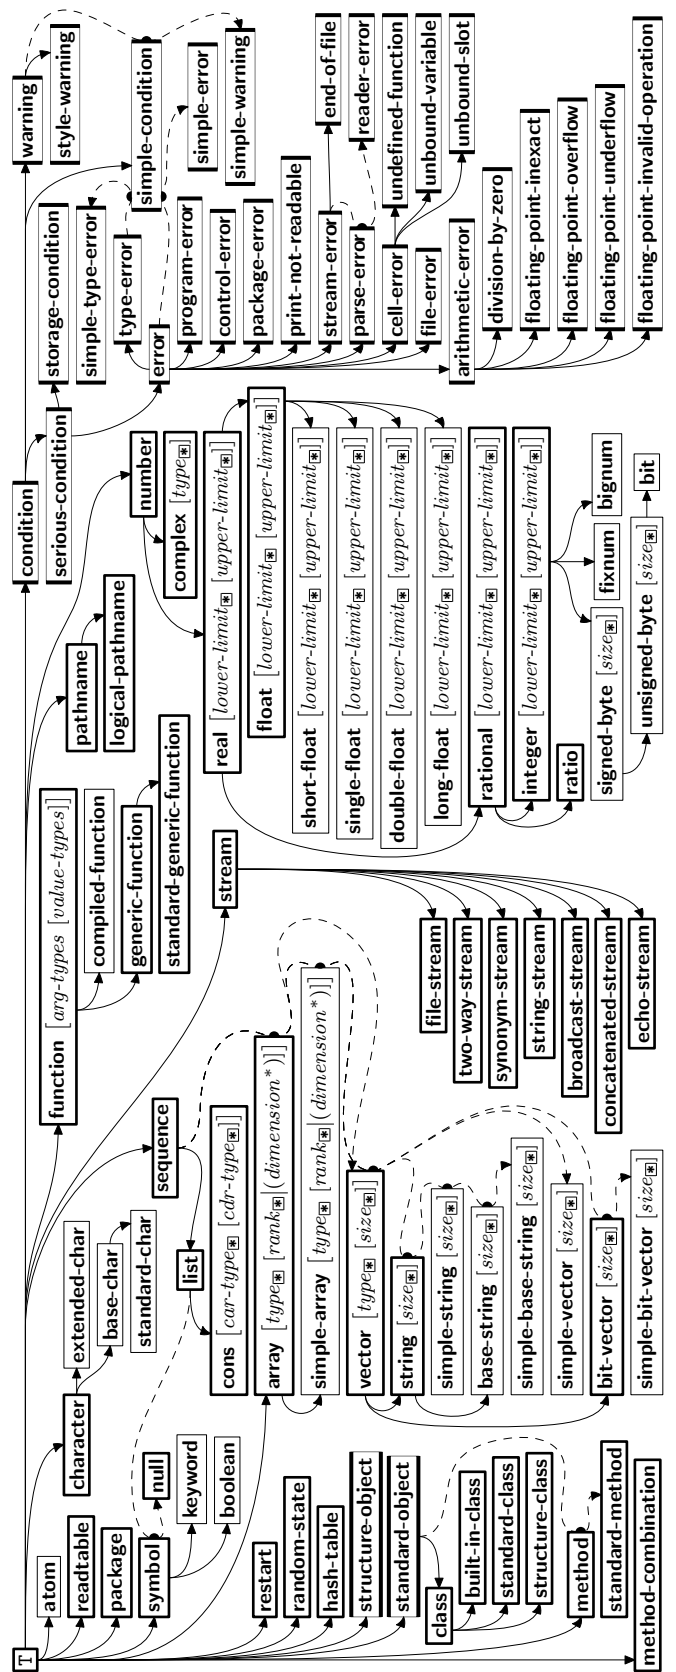 T
atom
readtable
package
symbol
null
keyword
boolean
restart
random-state
hash-table
structure-object
standard-object
class
built-in-class
standard-class
structure-class
method
standard-method
method-combination
character
extended-char
base-char
standard-char
sequence
list
cons [car-type* [cdr-type*]]
array [type* [rank*|(dimension*)]]
simple-array [type* [rank*|(dimension*)]]
vector [type* [size*]]
string [size*]
simple-string [size*]
base-string [size*]
simple-base-string [size*]
simple-vector [size*]
bit-vector [size*]
simple-bit-vector [size*]
function [arg-types [value-types]]
compiled-function
generic-function
standard-generic-function
stream
file-stream
two-way-stream
synonym-stream
string-stream
broadcast-stream
concatenated-stream
echo-stream
pathname
logical-pathname
number
complex [type*]
real [lower-limit* [upper-limit*]]
float [lower-limit* [upper-limit*]]
short-float [lower-limit* [upper-limit*]]
single-float [lower-limit* [upper-limit*]]
double-float [lower-limit* [upper-limit*]]
long-float [lower-limit* [upper-limit*]]
rational [lower-limit* [upper-limit*]]
integer [lower-limit* [upper-limit*]]
ratio
signed-byte [size*]
fixnum
bignum
unsigned-byte [size*]
bit
condition
serious-condition
storage-condition
simple-type-error
type-error
error
program-error
control-error
package-error
print-not-readable
stream-error
parse-error
cell-error
file-error
arithmetic-error
division-by-zero
floating-point-inexact
floating-point-overflow
floating-point-underflow
floating-point-invalid-operation
warning
style-warning
simple-condition
simple-error
simple-warning
end-of-file
reader-error
undefined-function
unbound-variable
unbound-slot